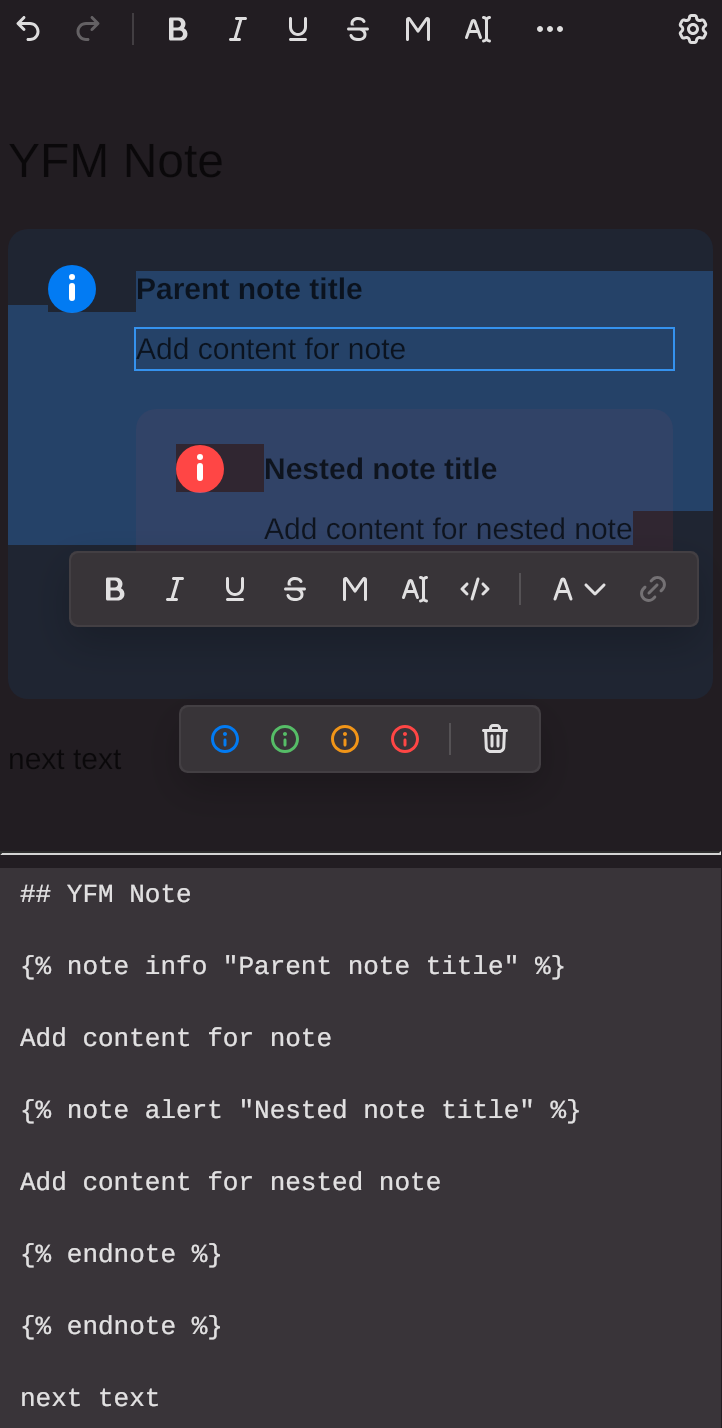 B I U S M AI
YFM Note
Parent note title
Add content for note
Nested note title
Add content for nested note
B I U S M AI </> A
next text
## YFM Note
{% note info "Parent note title" %}
Add content for note
{% note alert "Nested note title" %}
Add content for nested note
{% endnote %}
{% endnote %}
next text